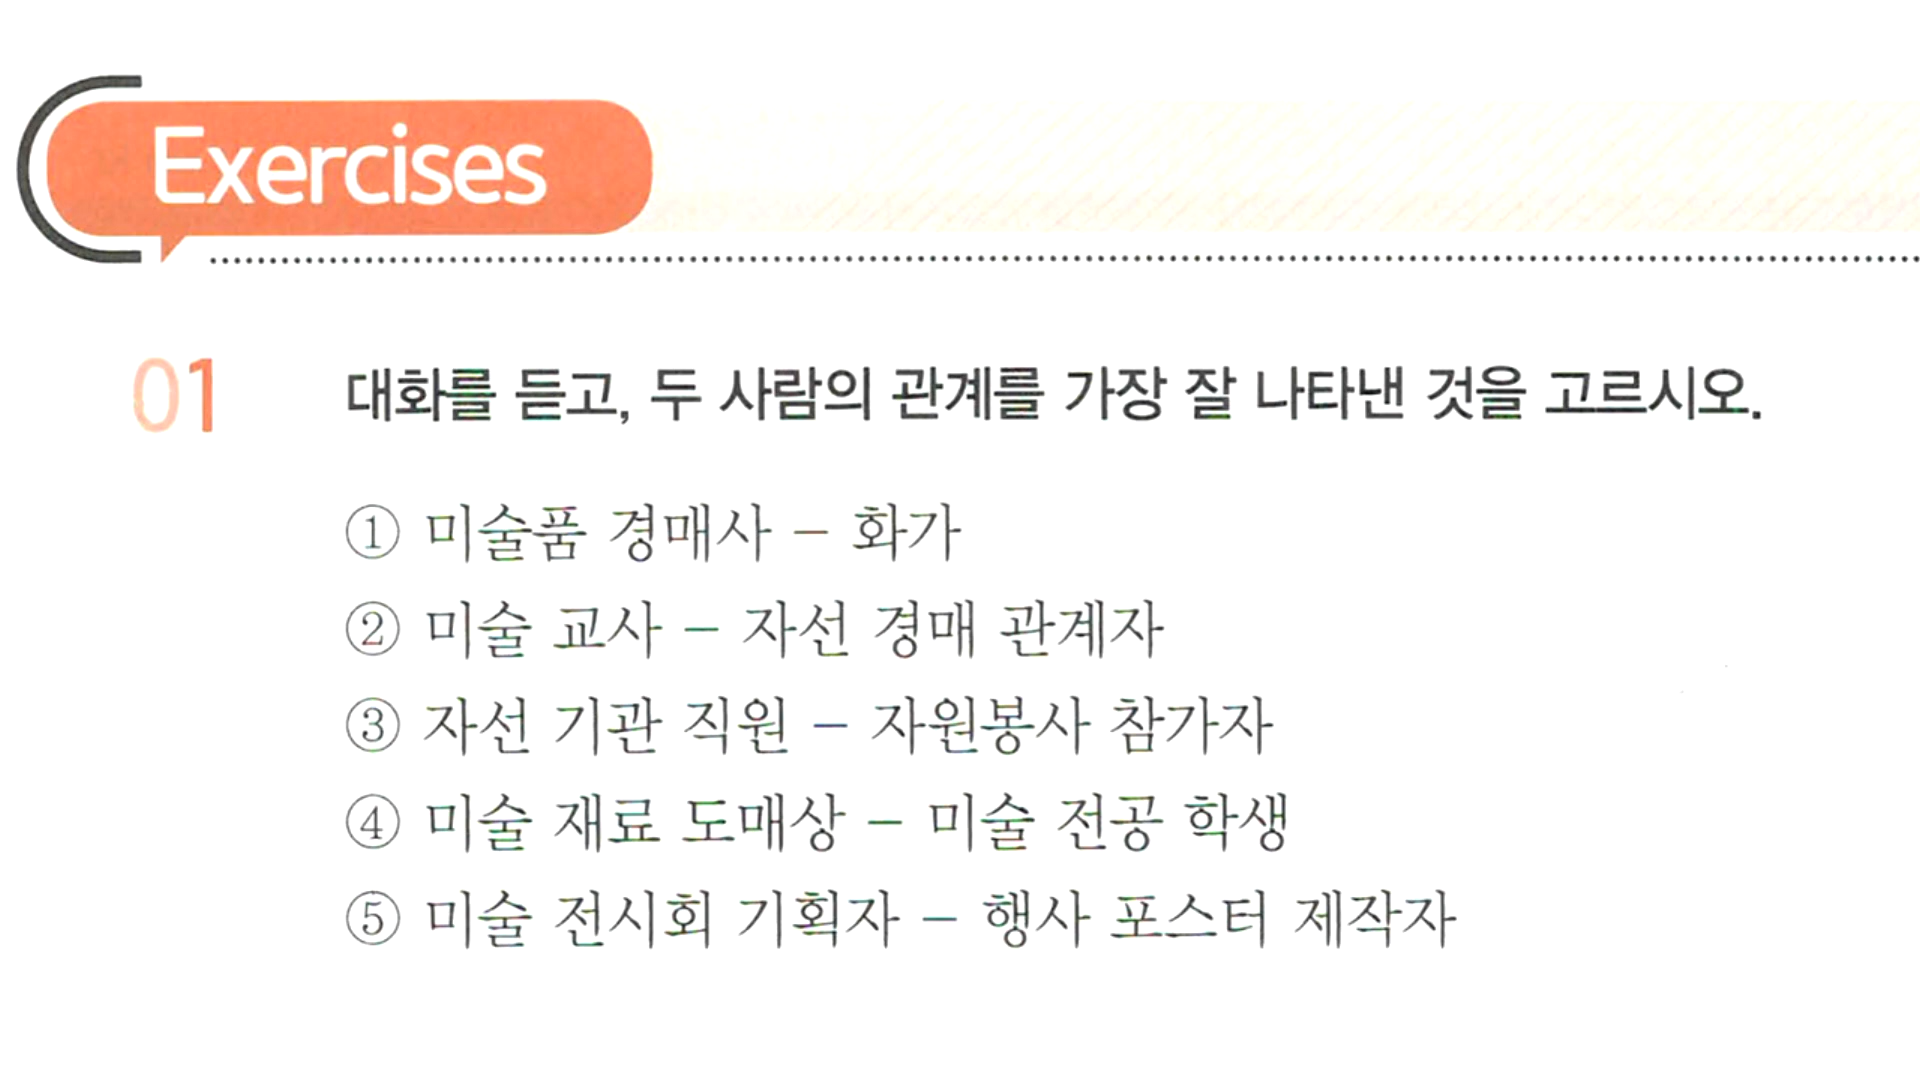 Exercises
01 대화를 듣고, 두 사람의 관계를 가장 잘 나타낸 것을 고르시오.
① 미술품 경매사 – 화가
② 미술 교사 – 자선 경매 관계자
③ 자선 기관 직원 – 자원봉사 참가자
④ 미술 재료 도매상 – 미술 전공 학생
⑤ 미술 전시회 기획자 – 행사 포스터 제작자